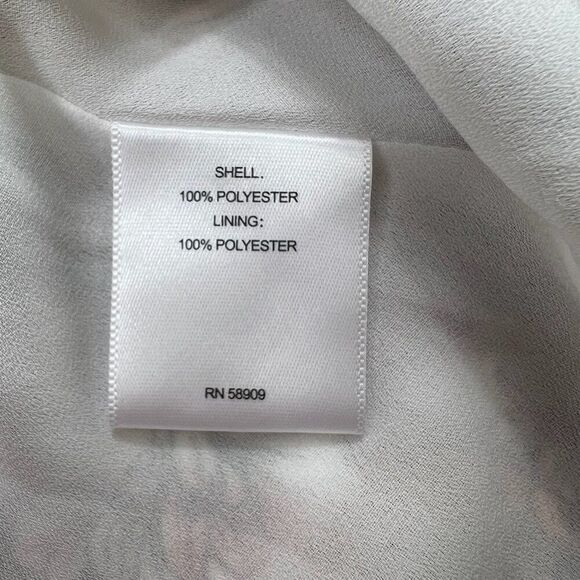 SHELL.
100% POLYESTER
LINING:
100% POLYESTER
RN 58909